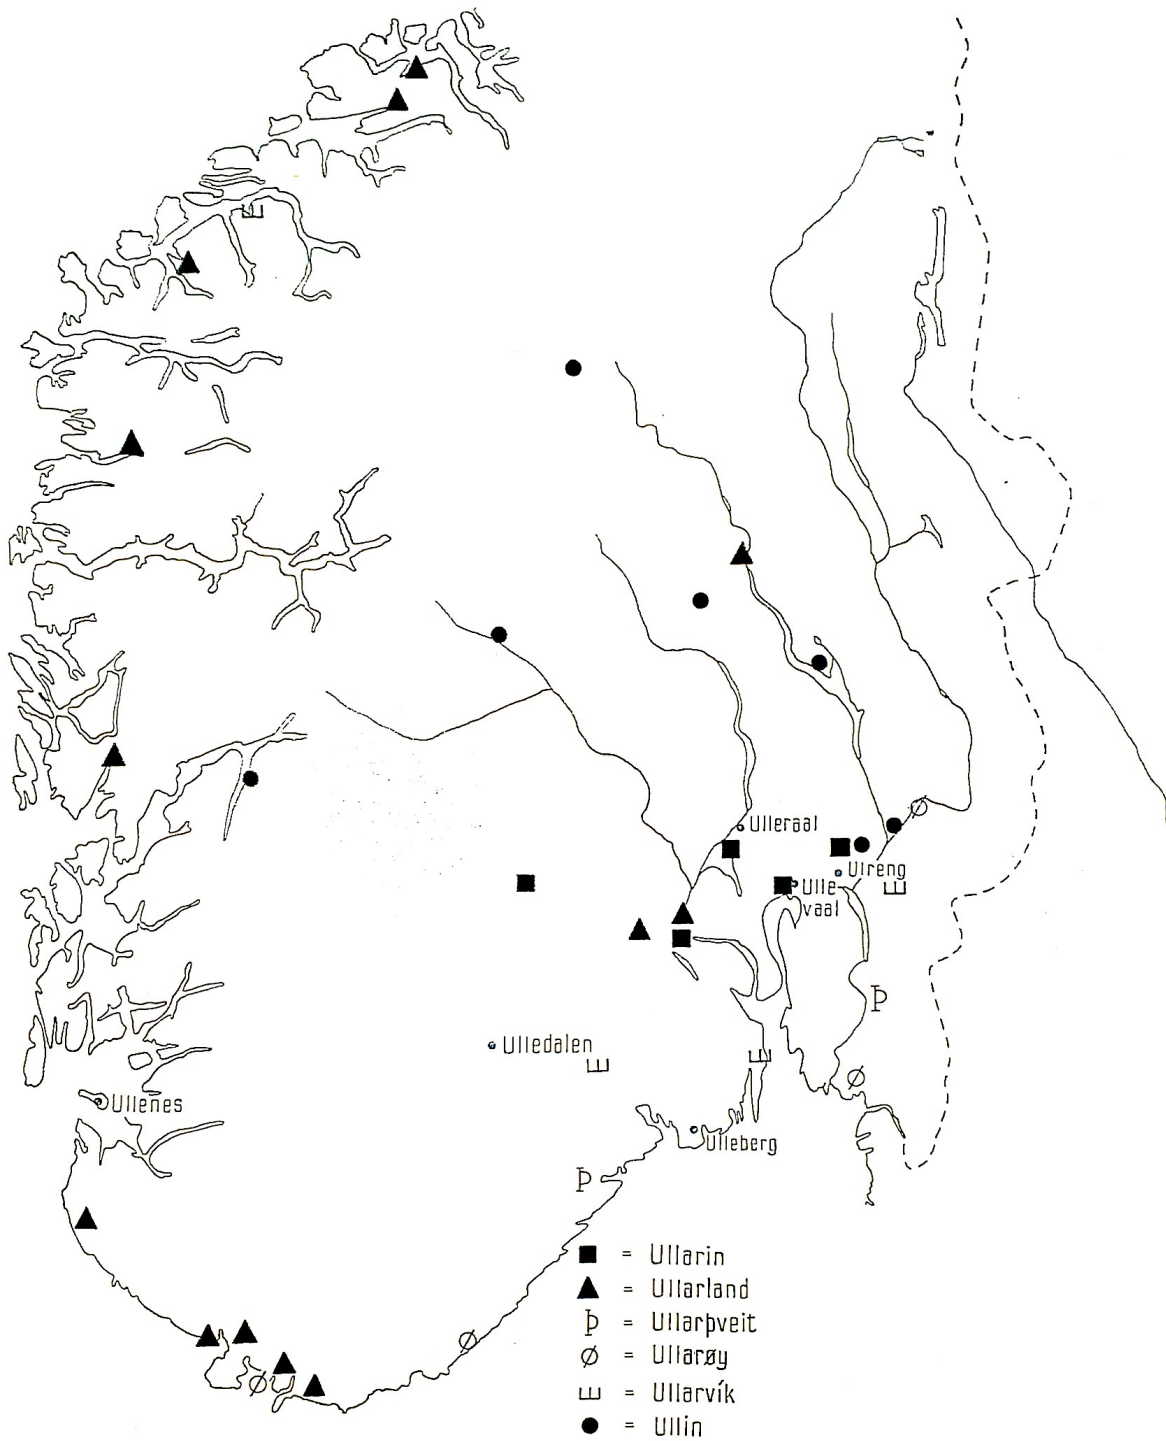 Ulleraal
Ulreng
Ulle-
vaal
Þ
Ulledalen
Ullenes
Ulleberg
Þ
■ = Ullarin
▲ = Ullarland
Þ = Ullarþveit
Ø = Ullarøy
Ш = Ullarvík
● = Ullin